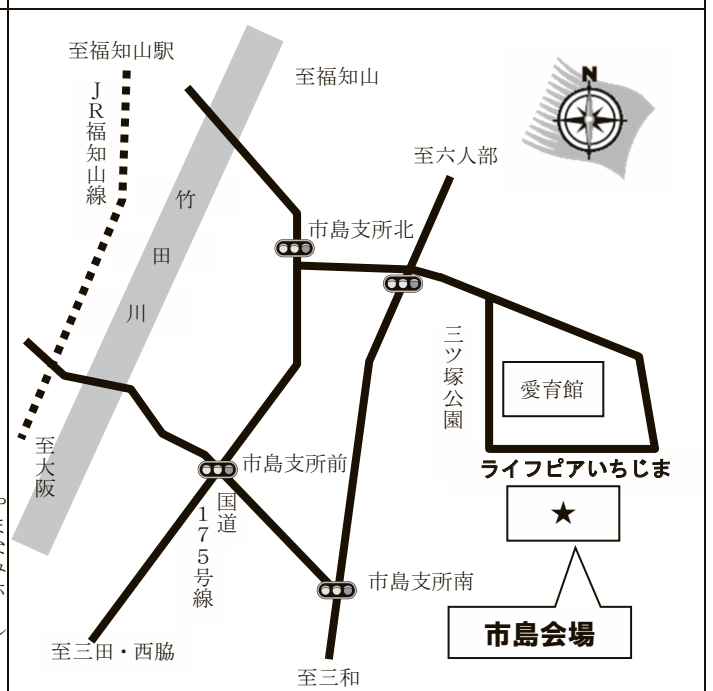 至福知山駅
至福知山
N
JR福知山線
至六人部
竹田川
市島支所北
三ツ塚公園
愛育館
至大阪
市島支所前
ライフピアいちじま
国道
175号線
★
市島支所南
市島会場
至三田・西脇
至三和